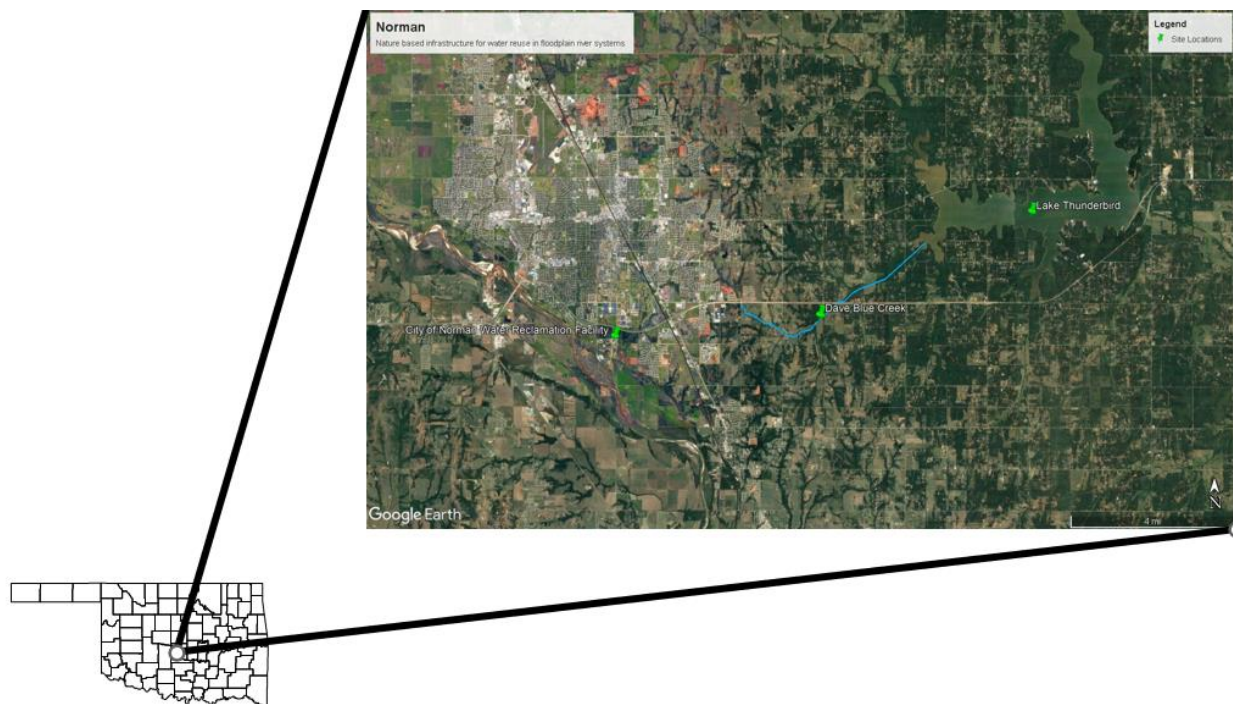 Norman
Nature based infrastructure for water reuse in floodplain river systems
Legend
Site Locations
Lake Thunderbird
Dave Blue Creek
City of Norman Water Reclamation Facility
Google Earth
N
4 mi